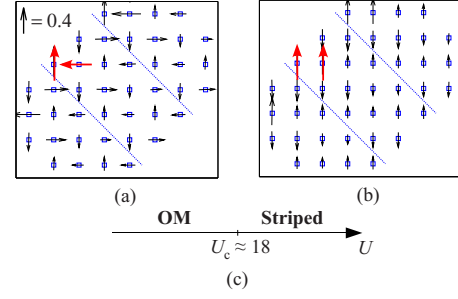 = 0.4
(a)
(b)
OM
Striped
U_c ≈ 18
U
(c)